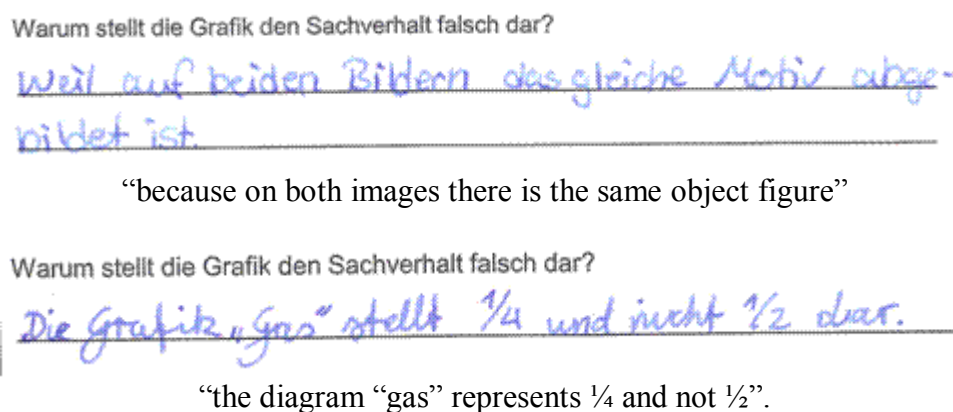 Warum stellt die Grafik den Sachverhalt falsch dar?
Weil auf beiden Bildern das gleiche Motiv abge-
bildet ist.
“because on both images there is the same object figure”
Warum stellt die Grafik den Sachverhalt falsch dar?
Die Grafik „Gas“ stellt 1/4 und nicht 1/2 dar.
“the diagram “gas” represents ¼ and not ½”.